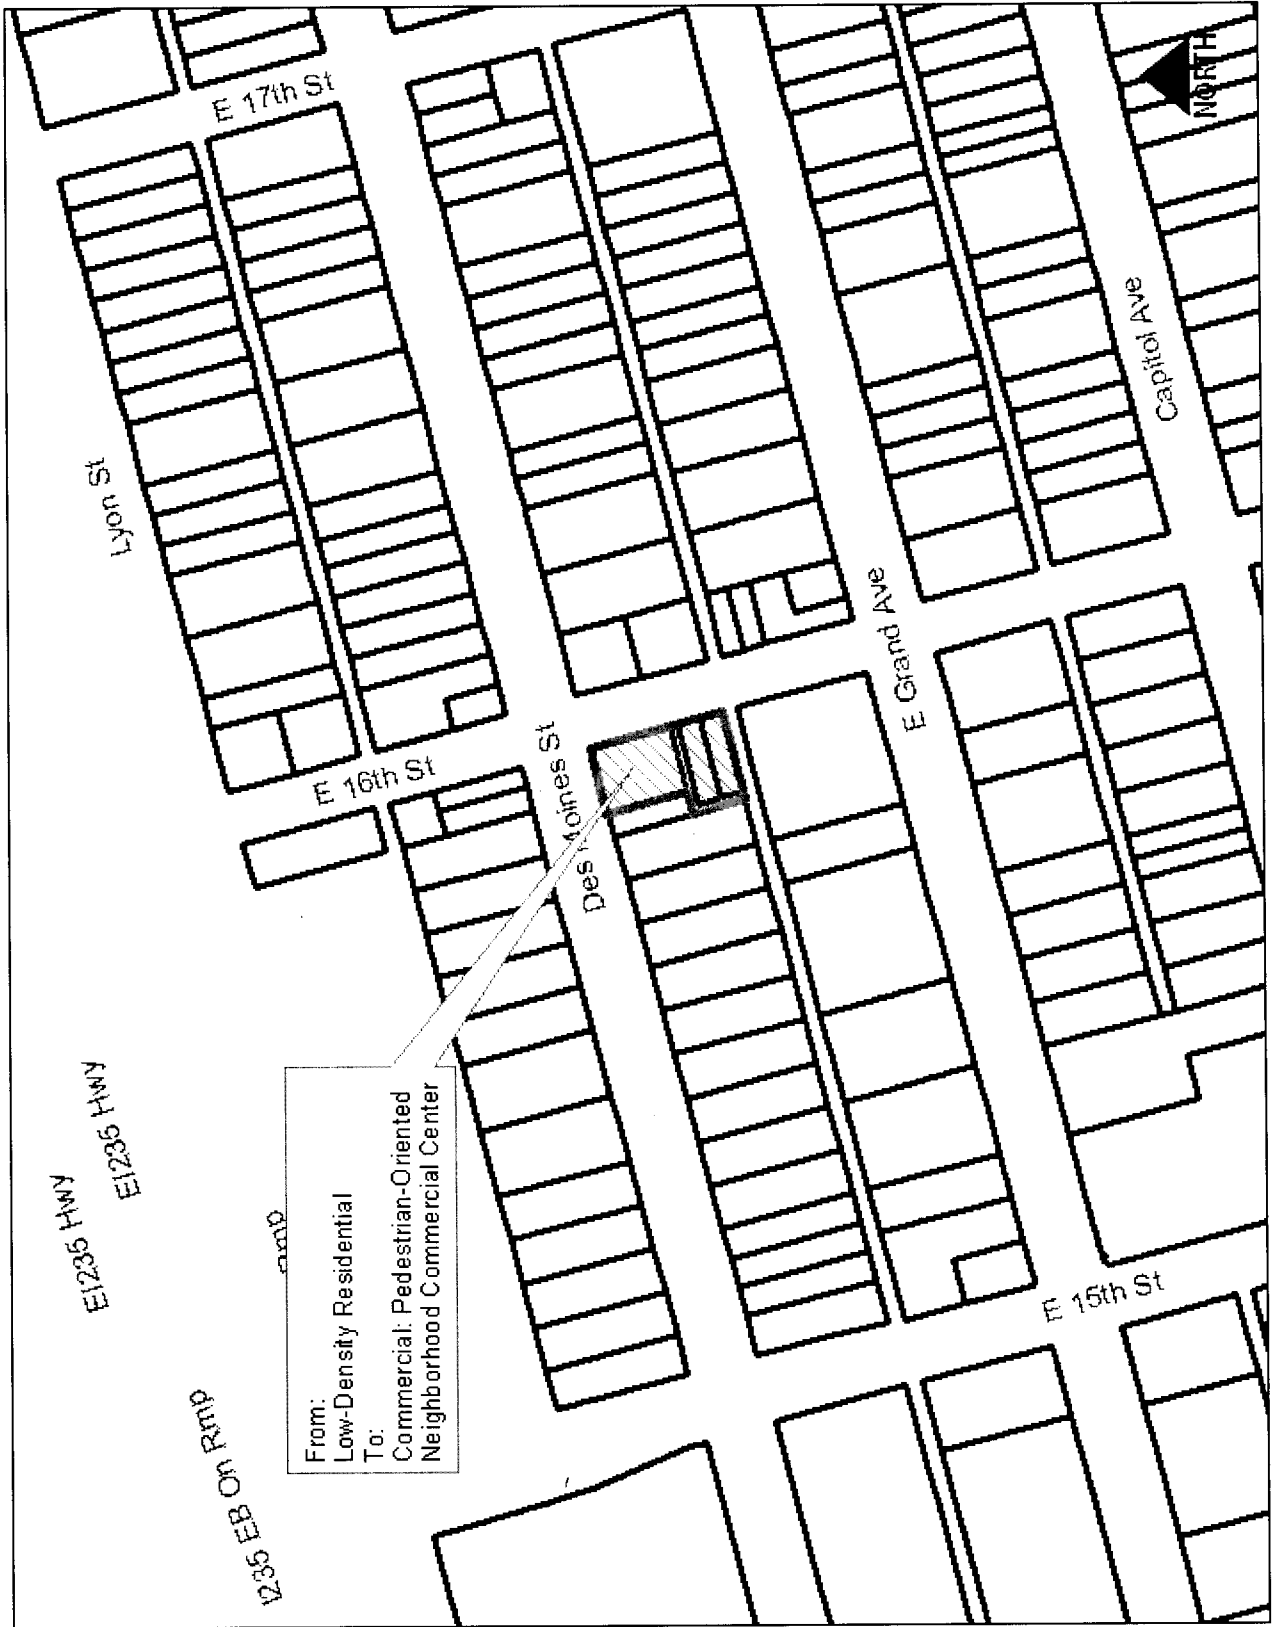 E 17th St
NORTH
Lyon St
Capitol Ave
E 16th St
E Grand Ave
Des Moines St
EI235 Hwy
EI235 Hwy
Rmp
From:
Low-Density Residential
To:
Commercial: Pedestrian-Oriented
Neighborhood Commercial Center
E 15th St
I235 EB On Rmp